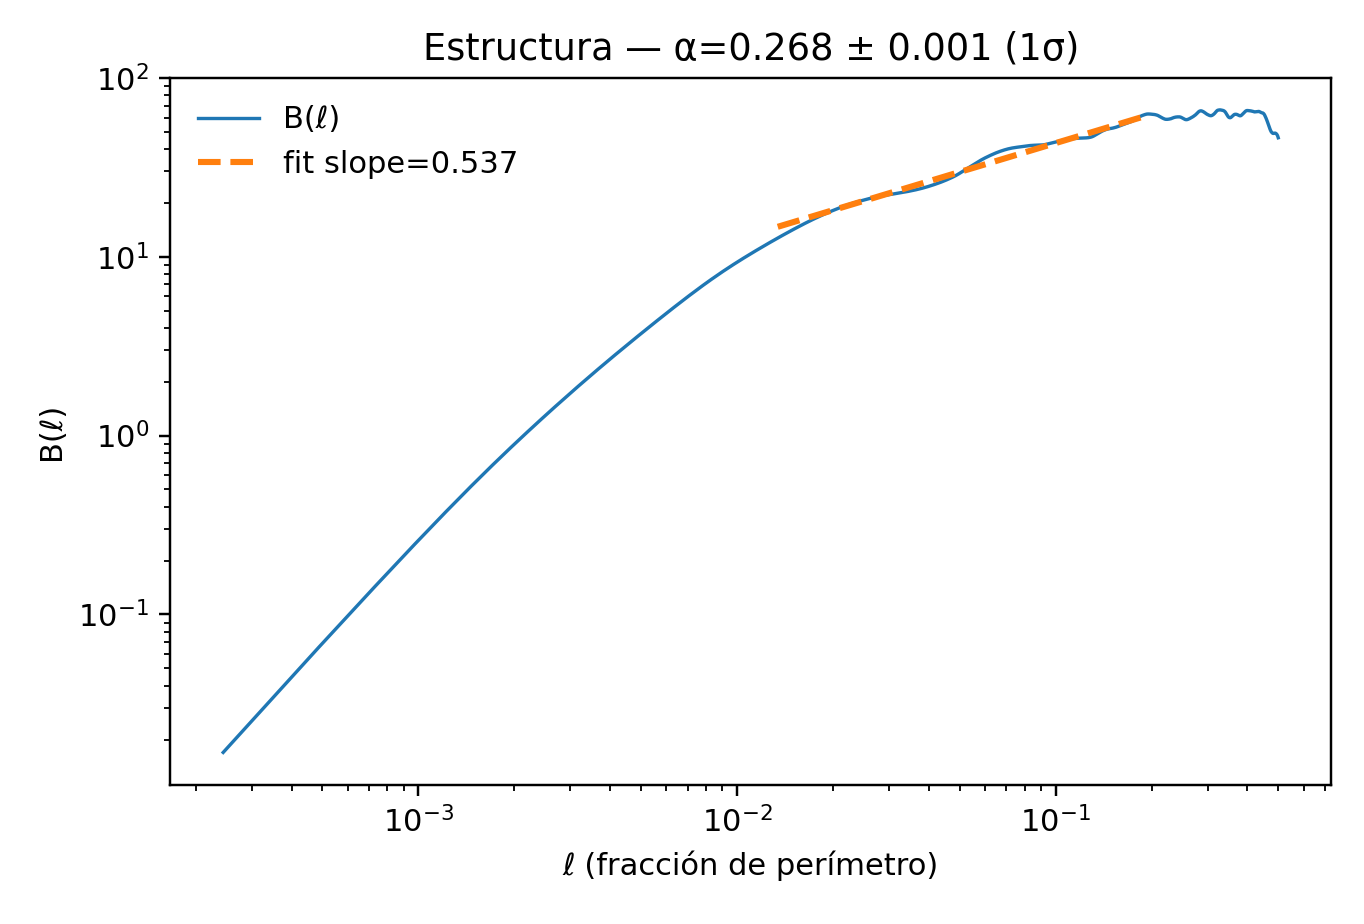 Estructura — α=0.268 ± 0.001 (1σ)
B(ℓ)
fit slope=0.537
10²
10¹
10⁰
10⁻¹
B(ℓ)
10⁻³ 10⁻² 10⁻¹
ℓ (fracción de perímetro)